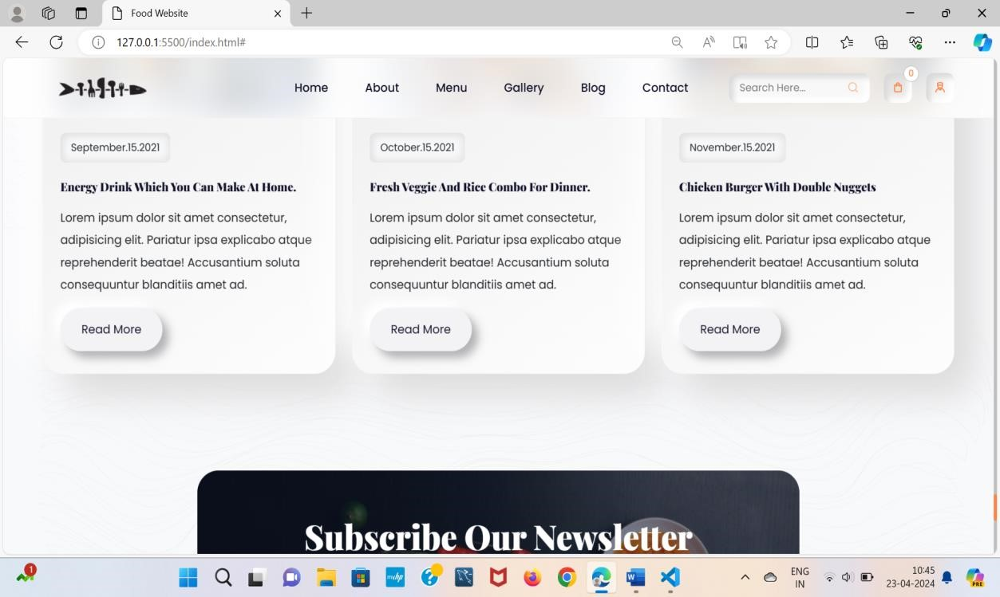 Food Website
127.0.0.1:5500/index.html#
Home About Menu Gallery Blog Contact Search Here... 0
September.15.2021
Energy Drink Which You Can Make At Home.
Lorem ipsum dolor sit amet consectetur,
adipisicing elit. Pariatur ipsa explicabo atque
reprehenderit beatae! Accusantium soluta
consequuntur blanditiis amet ad.
Read More
October.15.2021
Fresh Veggie And Rice Combo For Dinner.
Lorem ipsum dolor sit amet consectetur,
adipisicing elit. Pariatur ipsa explicabo atque
reprehenderit beatae! Accusantium soluta
consequuntur blanditiis amet ad.
Read More
November.15.2021
Chicken Burger With Double Nuggets
Lorem ipsum dolor sit amet consectetur,
adipisicing elit. Pariatur ipsa explicabo atque
reprehenderit beatae! Accusantium soluta
consequuntur blanditiis amet ad.
Read More
Subscribe Our Newsletter
1
myhp
ENG
IN
10:45
23-04-2024
PRE